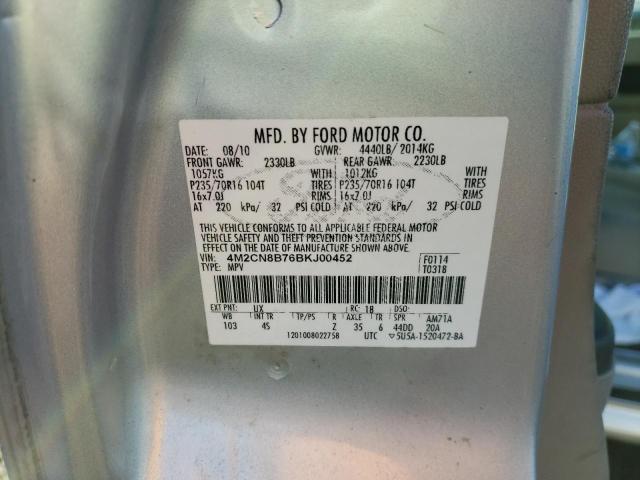 MFD. BY FORD MOTOR CO.
DATE: 08/10 GVWR: 4440LB/ 2014KG
FRONT GAWR: 2330LB REAR GAWR: 2230LB
1057KG WITH 1012KG WITH
P235/70R16 104T TIRES P235/70R16 104T TIRES
16x7.0J RIMS 16x7.0J RIMS
AT 220 kPa/ 32 PSI COLD AT 220 kPa/ 32 PSI COLD
THIS VEHICLE CONFORMS TO ALL APPLICABLE FEDERAL MOTOR
VEHICLE SAFETY AND THEFT PREVENTION STANDARDS IN
EFFECT ON THE DATE OF MANUFACTURE SHOWN ABOVE.
VIN: 4M2CN8B76BKJ00452 F0114
TYPE: MPV T0318
EXT PNT: UX RC: 18 DSO:
WB INT TR TP/PS R AXLE TR SPR AM71A
103 4S Z 35 6 44DD 20A
1201008022758 UTC ▽5U5A-1520472-BA